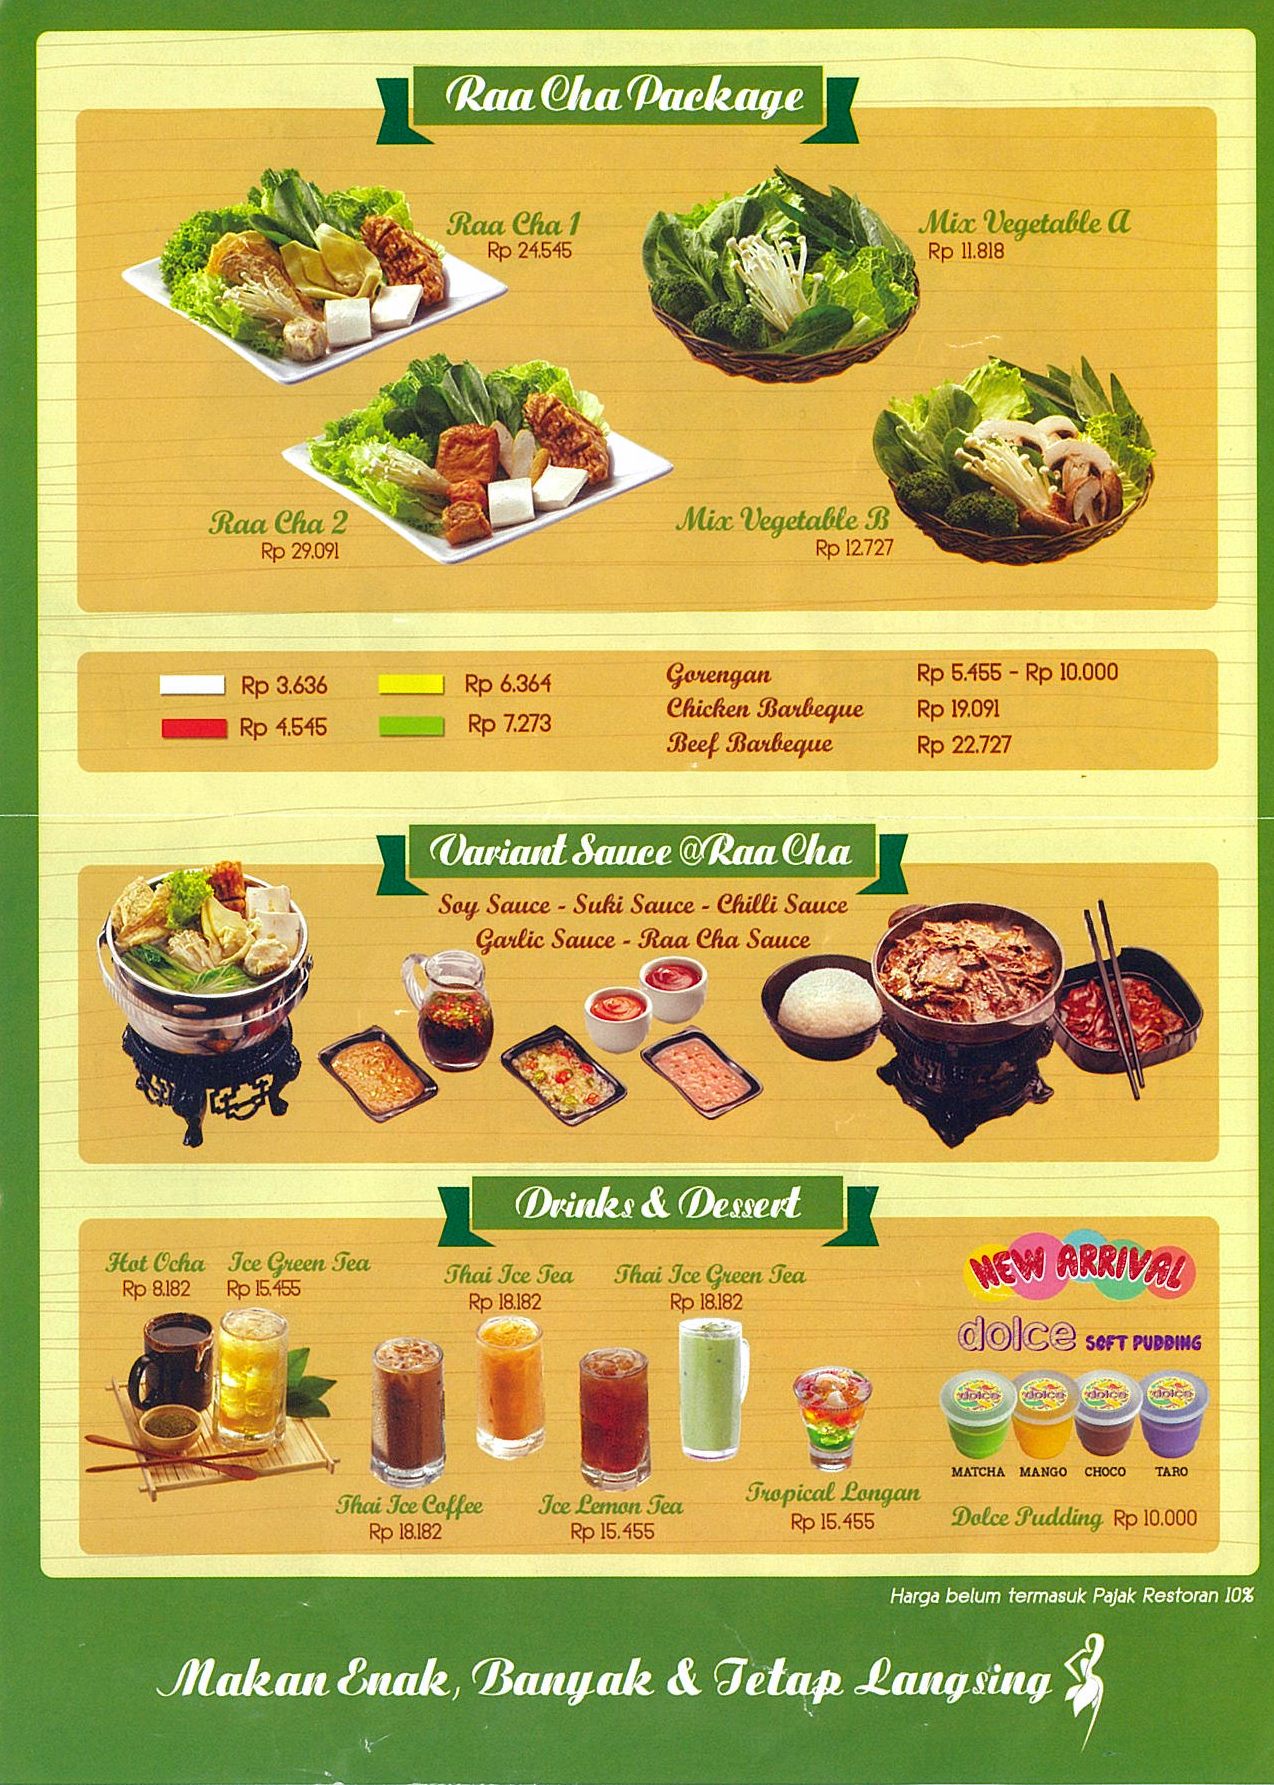 Raa Cha Package
Raa Cha 1
Rp 24.545
Mix Vegetable A
Rp 11.818
Raa Cha 2
Rp 29.091
Mix Vegetable B
Rp 12.727
Rp 3.636
Rp 6.364
Rp 4.545
Rp 7.273
Gorengan Rp 5.455 - Rp 10.000
Chicken Barbeque Rp 19.091
Beef Barbeque Rp 22.727
Variant Sauce @Raa Cha
Soy Sauce - Suki Sauce - Chilli Sauce
Garlic Sauce - Raa Cha Sauce
Drinks & Dessert
Hot Ocha
Rp 8.182
Ice Green Tea
Rp 15.455
Thai Ice Tea
Rp 18.182
Thai Ice Green Tea
Rp 18.182
Thai Ice Coffee
Rp 18.182
Ice Lemon Tea
Rp 15.455
Tropical Longan
Rp 15.455
NEW ARRIVAL
dolce SOFT PUDDING
dolce dolce dolce dolce
MATCHA MANGO CHOCO TARO
Dolce Pudding Rp 10.000
Harga belum termasuk Pajak Restoran 10%
Makan Enak, Banyak & Tetap Langsing